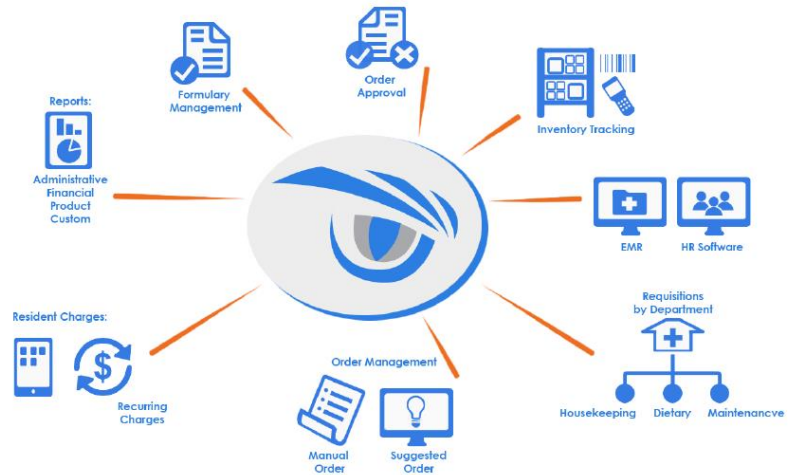 Formulary
Management
Order
Approval
Inventory Tracking
Reports:
Administrative
Financial
Product
Custom
EMR
HR Software
Requisitions
by Department
Housekeeping
Dietary
Maintenancve
Resident Charges:
$
Recurring
Charges
Order Management
Manual
Order
Suggested
Order